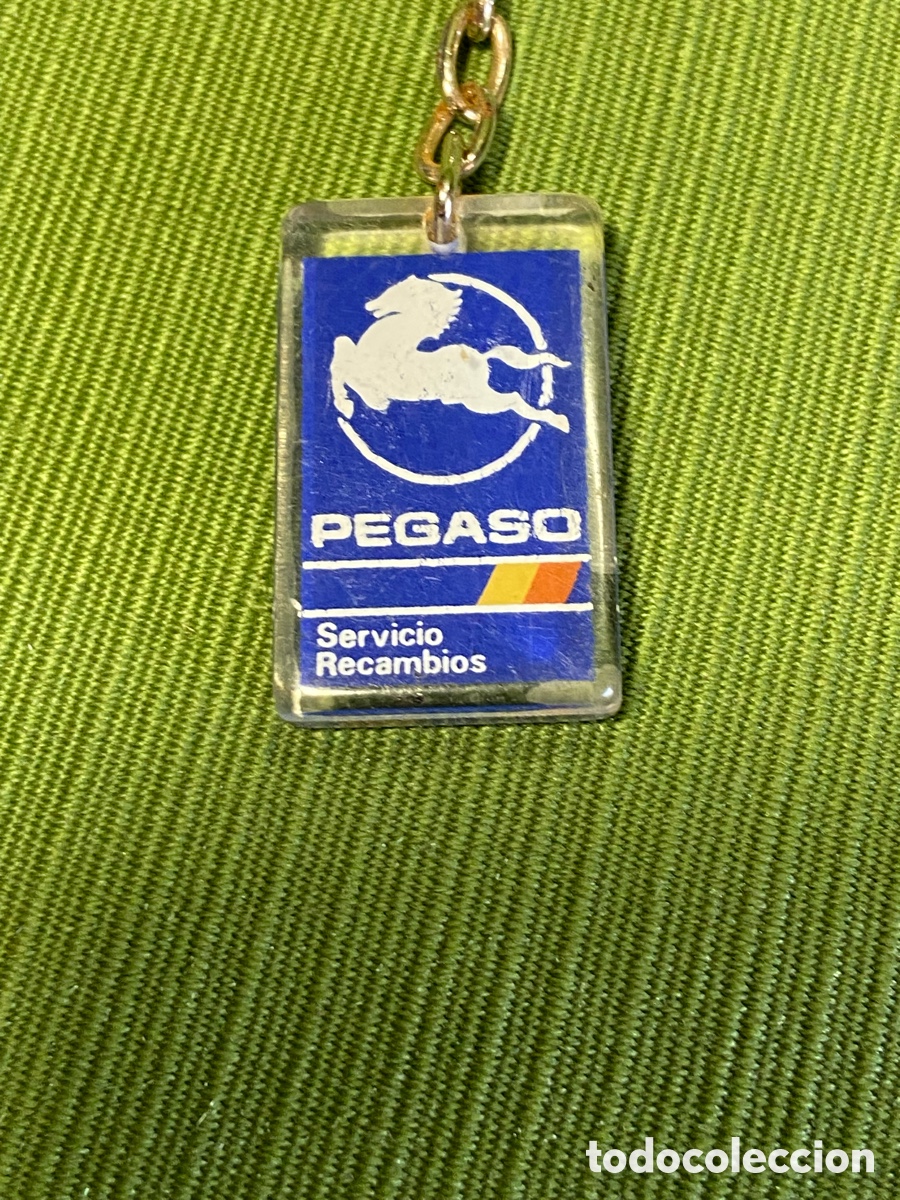 PEGASO
Servicio
Recambios
todocoleccion